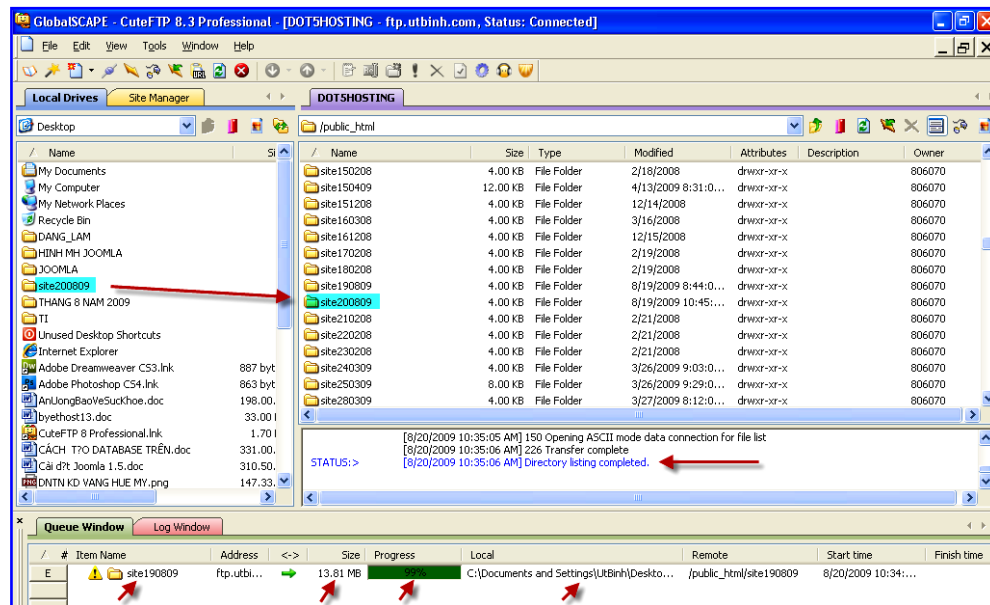 GlobalSCAPE - CuteFTP 8.3 Professional - [DOT5HOSTING - ftp.utbinh.com, Status: Connected]
File Edit View Tools Window Help
Local Drives Site Manager
DOT5HOSTING
Desktop
/public_html
/ Name Si
My Documents
My Computer
My Network Places
Recycle Bin
DANG_LAM
HINH MH JOOMLA
JOOMLA
site200809
THANG 8 NAM 2009
TI
Unused Desktop Shortcuts
Internet Explorer
Adobe Dreamweaver CS3.lnk 887 byt
Adobe Photoshop CS4.lnk 863 byt
AnUongBaoVeSucKhoe.doc 198.00.
byethost13.doc 33.00
CuteFTP 8 Professional.lnk 1.70
CÁCH T?O DATABASE TRÊN.doc 331.00.
Cài d?t Joomla 1.5.doc 310.50.
DNTN KD VANG HUE MY.png 147.33.
/ Name Size Type Modified Attributes Description Owner
site150208 4.00 KB File Folder 2/18/2008 drwxr-xr-x 806070
site150409 12.00 KB File Folder 4/13/2009 8:31:0... drwxr-xr-x 806070
site151208 4.00 KB File Folder 12/14/2008 drwxr-xr-x 806070
site160308 4.00 KB File Folder 3/16/2008 drwxr-xr-x 806070
site161208 4.00 KB File Folder 12/15/2008 drwxr-xr-x 806070
site170208 4.00 KB File Folder 2/19/2008 drwxr-xr-x 806070
site180208 4.00 KB File Folder 2/19/2008 drwxr-xr-x 806070
site190809 4.00 KB File Folder 8/19/2009 8:44:0... drwxr-xr-x 806070
site200809 4.00 KB File Folder 8/19/2009 10:45:... drwxr-xr-x 806070
site210208 4.00 KB File Folder 2/21/2008 drwxr-xr-x 806070
site220208 4.00 KB File Folder 2/21/2008 drwxr-xr-x 806070
site230208 4.00 KB File Folder 2/21/2008 drwxr-xr-x 806070
site240309 4.00 KB File Folder 3/26/2009 9:03:0... drwxr-xr-x 806070
site250309 8.00 KB File Folder 3/26/2009 9:29:0... drwxr-xr-x 806070
site280309 4.00 KB File Folder 3/27/2009 8:12:0... drwxr-xr-x 806070
[8/20/2009 10:35:05 AM] 150 Opening ASCII mode data connection for file list
[8/20/2009 10:35:06 AM] 226 Transfer complete
STATUS:> [8/20/2009 10:35:06 AM] Directory listing completed.
Queue Window Log Window
/ # Item Name Address <-> Size Progress Local Remote Start time Finish time
E site190809 ftp.utbi... 13.81 MB 99% C:\Documents and Settings\UtBinh\Deskto... /public_html/site190809 8/20/2009 10:34:...